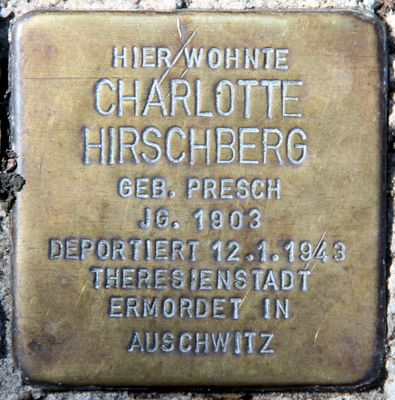 HIER WOHNTE
CHARLOTTE
HIRSCHBERG
GEB. PRESCH
JG. 1903
DEPORTIERT 12.1.1943
THERESIENSTADT
ERMORDET IN
AUSCHWITZ